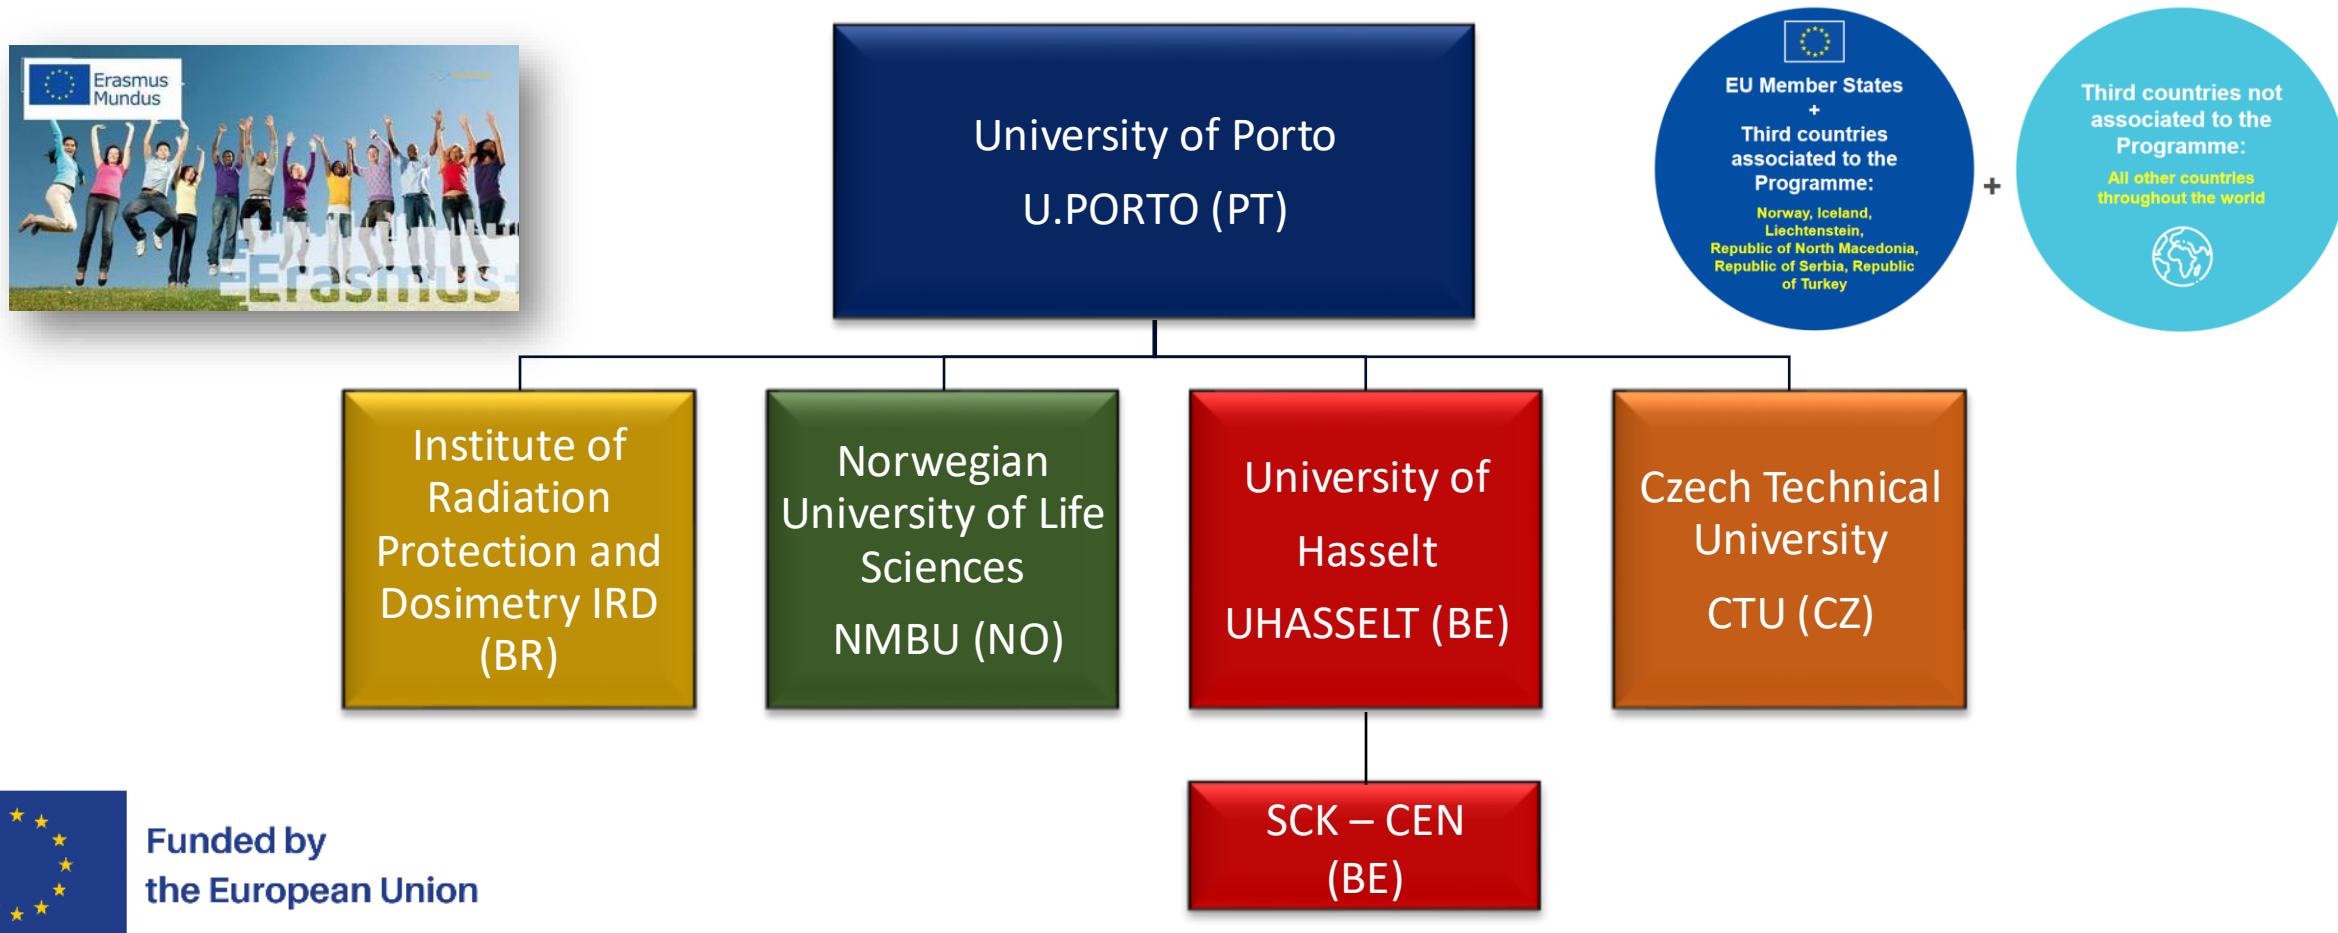 Erasmus
Mundus
Erasmus+
University of Porto
U.PORTO (PT)
EU Member States
+
Third countries
associated to the
Programme:
Norway, Iceland,
Liechtenstein,
Republic of North Macedonia,
Republic of Serbia, Republic
of Turkey
+
Third countries not
associated to the
Programme:
All other countries
throughout the world
Institute of
Radiation
Protection and
Dosimetry IRD
(BR)
Norwegian
University of Life
Sciences
NMBU (NO)
University of
Hasselt
UHASSELT (BE)
Czech Technical
University
CTU (CZ)
SCK – CEN
(BE)
Funded by
the European Union